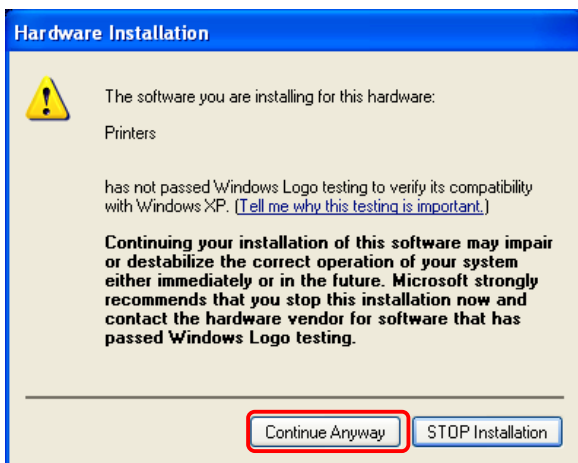 Hardware Installation
The software you are installing for this hardware:
Printers
has not passed Windows Logo testing to verify its compatibility
with Windows XP. (Tell me why this testing is important.)
Continuing your installation of this software may impair
or destabilize the correct operation of your system
either immediately or in the future. Microsoft strongly
recommends that you stop this installation now and
contact the hardware vendor for software that has
passed Windows Logo testing.
Continue Anyway
STOP Installation